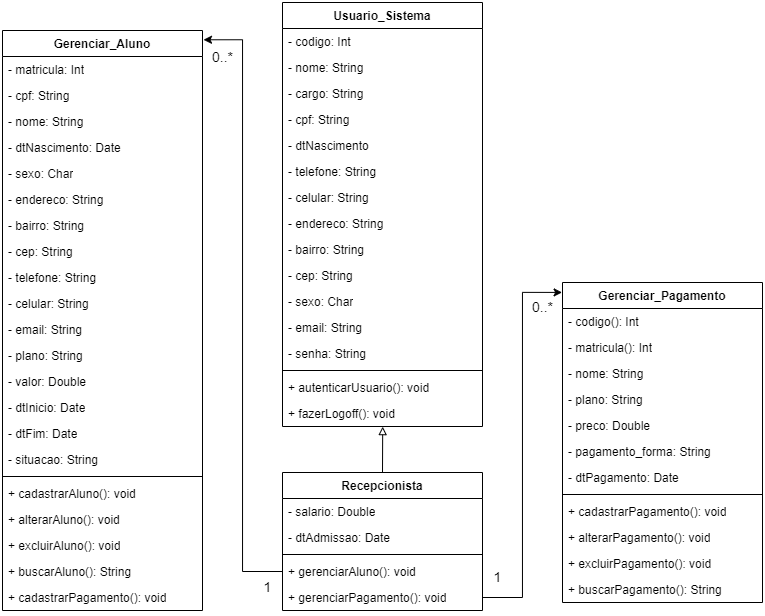 Gerenciar_Aluno
- matricula: Int
- cpf: String
- nome: String
- dtNascimento: Date
- sexo: Char
- endereco: String
- bairro: String
- cep: String
- telefone: String
- celular: String
- email: String
- plano: String
- valor: Double
- dtInicio: Date
- dtFim: Date
- situacao: String
+ cadastrarAluno(): void
+ alterarAluno(): void
+ excluirAluno(): void
+ buscarAluno(): String
+ cadastrarPagamento(): void
0..*
1
Usuario_Sistema
- codigo: Int
- nome: String
- cargo: String
- cpf: String
- dtNascimento
- telefone: String
- celular: String
- endereco: String
- bairro: String
- cep: String
- sexo: Char
- email: String
- senha: String
+ autenticarUsuario(): void
+ fazerLogoff(): void
Recepcionista
- salario: Double
- dtAdmissao: Date
+ gerenciarAluno(): void
+ gerenciarPagamento(): void
1
0..*
Gerenciar_Pagamento
- codigo(): Int
- matricula(): Int
- nome: String
- plano: String
- preco: Double
- pagamento_forma: String
- dtPagamento: Date
+ cadastrarPagamento(): void
+ alterarPagamento(): void
+ excluirPagamento(): void
+ buscarPagamento(): String